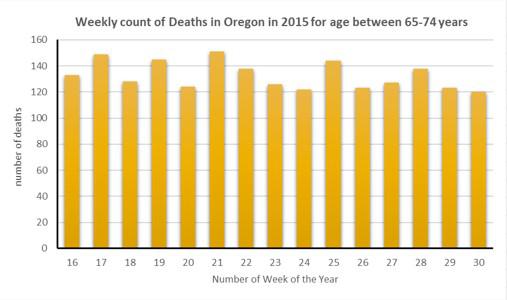 Weekly count of Deaths in Oregon in 2015 for age between 65-74 years
160
140
120
100
80
60
40
20
0
number of deaths
16 17 18 19 20 21 22 23 24 25 26 27 28 29 30
Number of Week of the Year